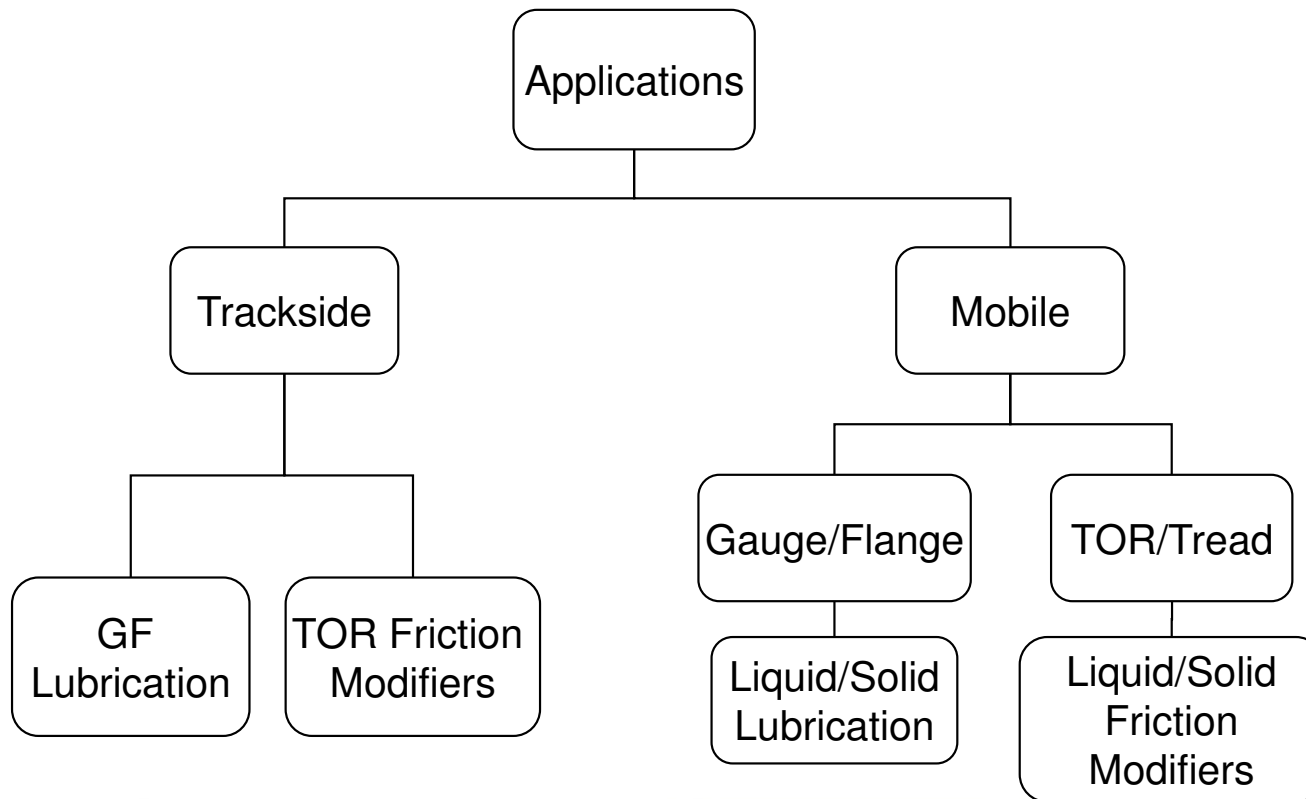 Applications
Trackside
Mobile
Gauge/Flange
TOR/Tread
GF
Lubrication
TOR Friction
Modifiers
Liquid/Solid
Lubrication
Liquid/Solid
Friction
Modifiers